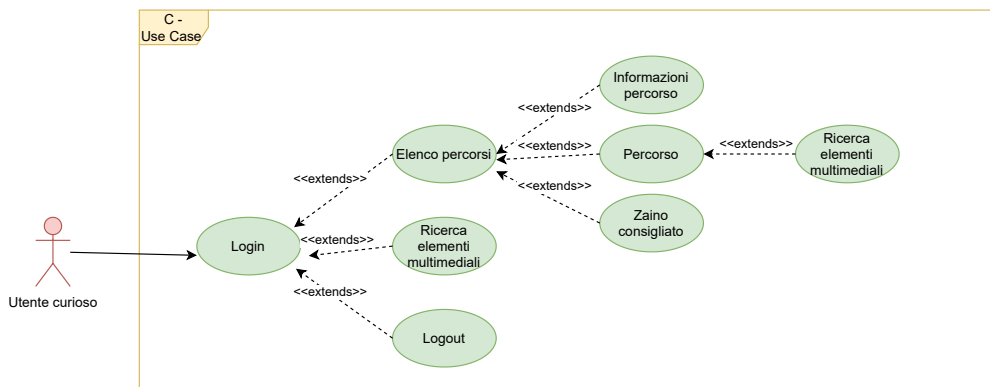 C -
Use Case
Informazioni
percorso
<<extends>>
Elenco percorsi
<<extends>>
Percorso
<<extends>>
Ricerca
elementi
multimediali
<<extends>>
<<extends>>
Zaino
consigliato
Login
<<extends>>
Ricerca
elementi
multimediali
<<extends>>
Utente curioso
Logout